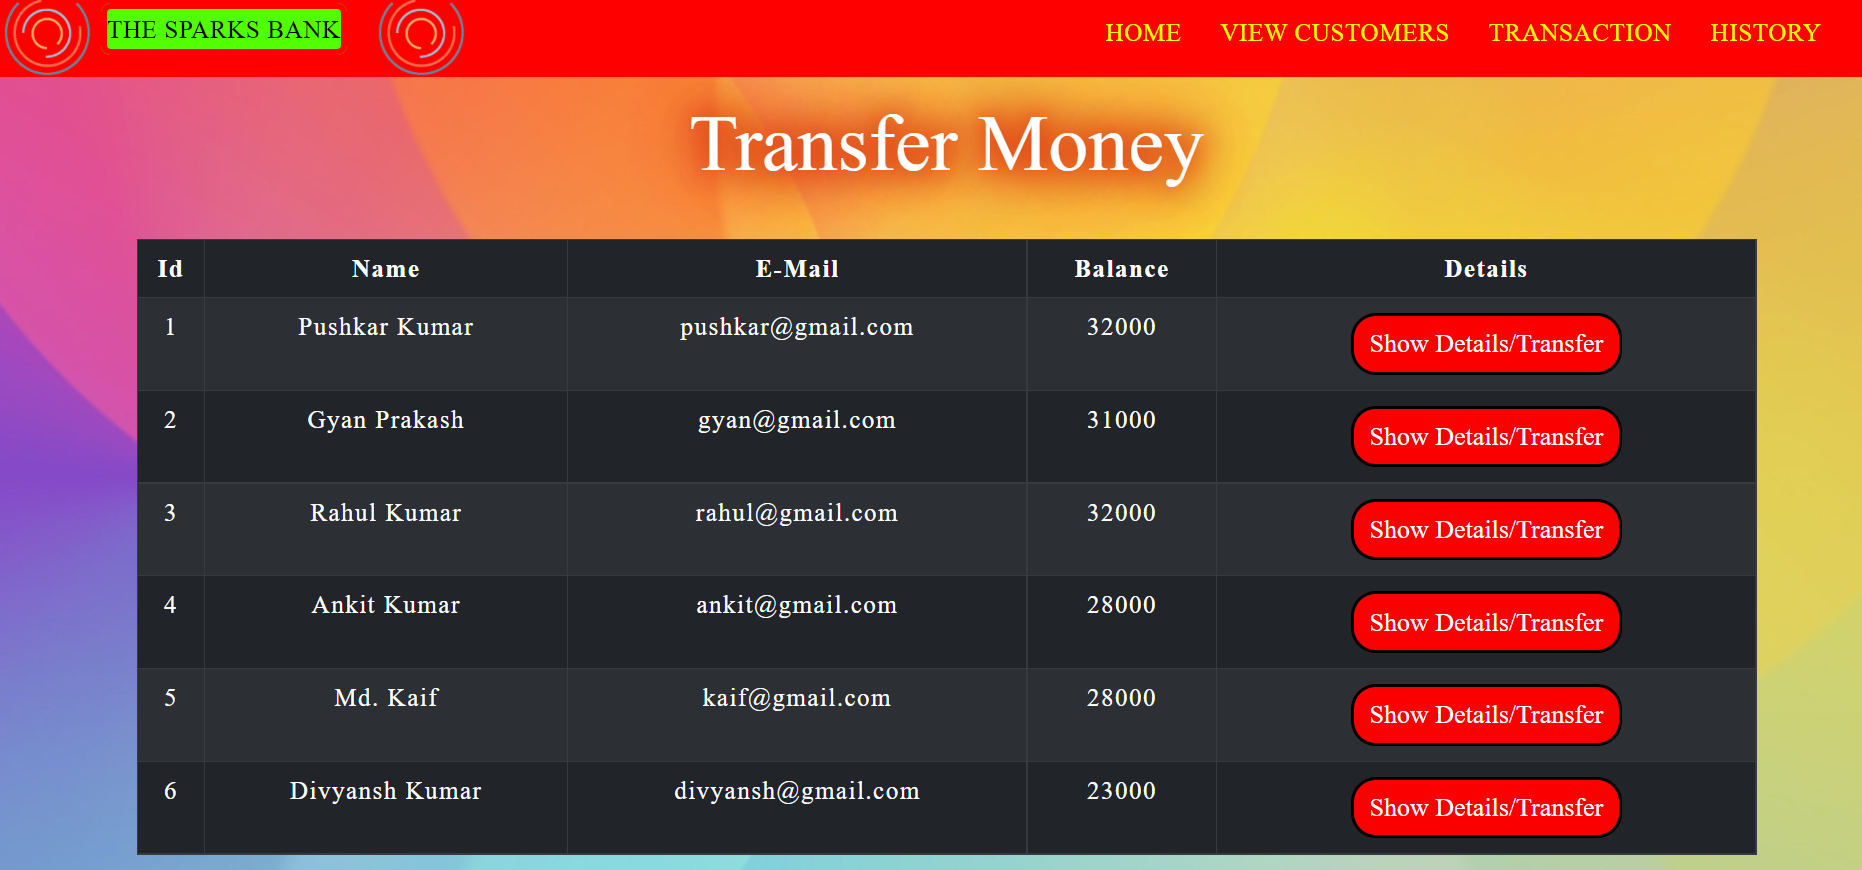 THE SPARKS BANK HOME VIEW CUSTOMERS TRANSACTION HISTORY
Transfer Money
Id Name E-Mail Balance Details
1 Pushkar Kumar pushkar@gmail.com 32000 Show Details/Transfer
2 Gyan Prakash gyan@gmail.com 31000 Show Details/Transfer
3 Rahul Kumar rahul@gmail.com 32000 Show Details/Transfer
4 Ankit Kumar ankit@gmail.com 28000 Show Details/Transfer
5 Md. Kaif kaif@gmail.com 28000 Show Details/Transfer
6 Divyansh Kumar divyansh@gmail.com 23000 Show Details/Transfer